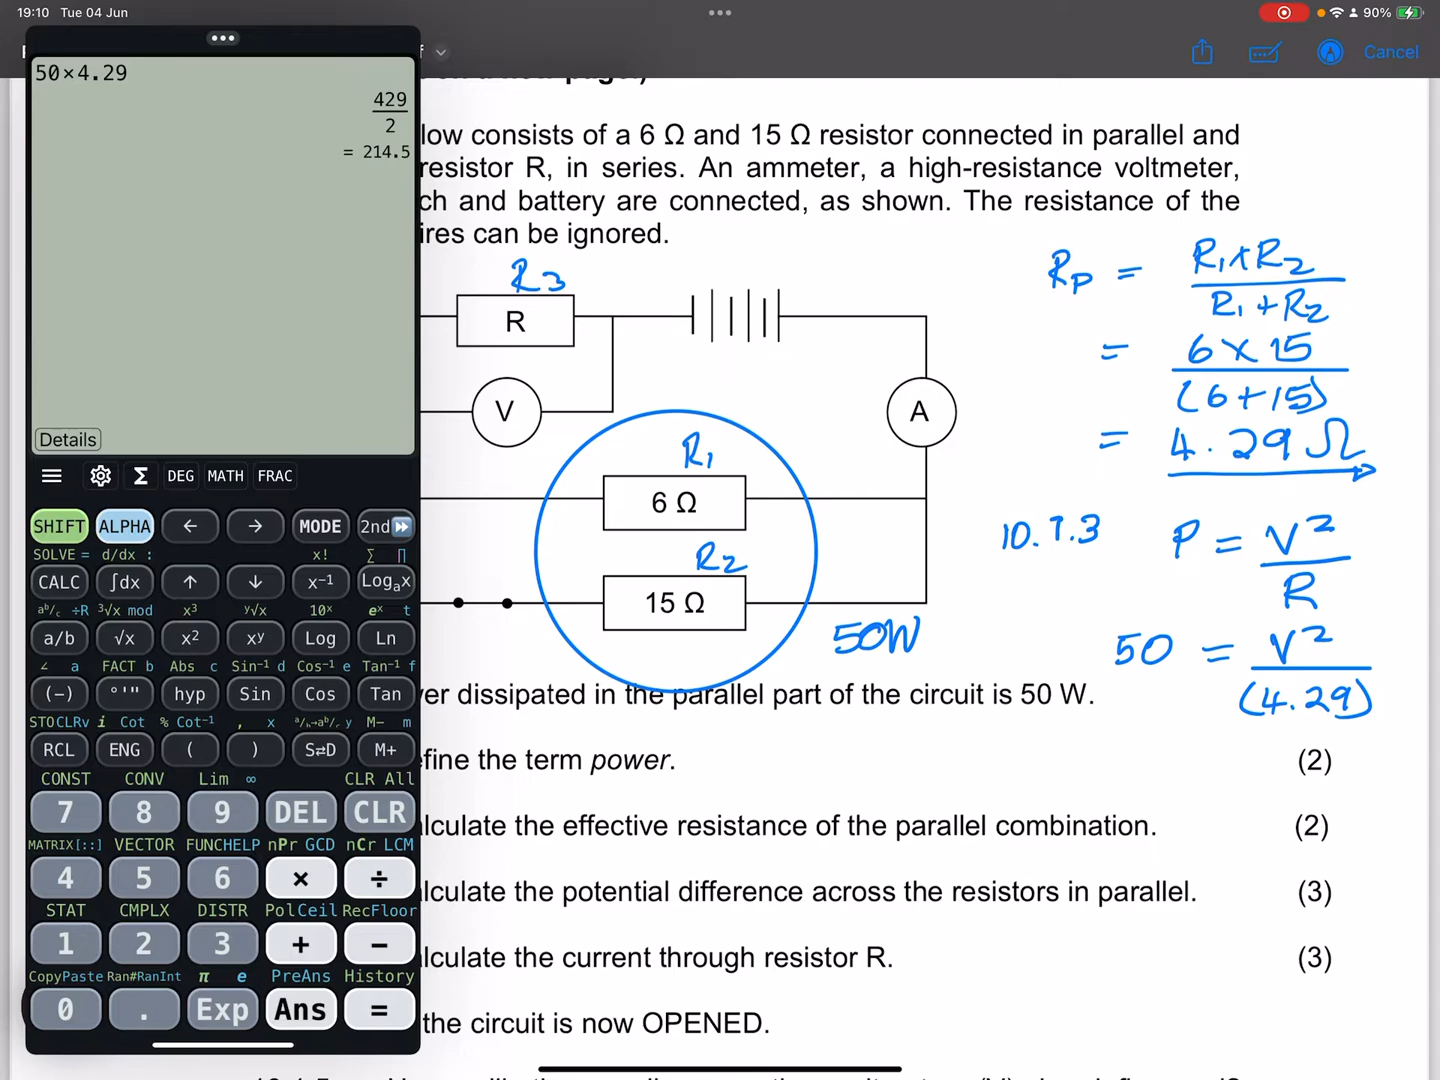 19:10 Tue 04 Jun
90%
Cancel
50×4.29
429
2
= 214.5
Details
DEG MATH FRAC
SHIFT ALPHA ← → MODE 2nd
SOLVE = d/dx : x! ∑ ∏
CALC ∫dx ↑ ↓ x⁻¹ Logₐx
aᵇ/꜀ ÷R ³√x mod x³ ʸ√x 10ˣ eˣ t
a/b √x x² xʸ Log Ln
∠ a FACT b Abs c Sin⁻¹ d Cos⁻¹ e Tan⁻¹ f
(−) °'" hyp Sin Cos Tan
STO CLRv i Cot % Cot⁻¹ , x y M− m
RCL ENG ( ) S⇄D M+
CONST CONV Lim ∞ CLR All
7 8 9 DEL CLR
MATRIX[::] VECTOR FUNC HELP nPr GCD nCr LCM
4 5 6 × ÷
STAT CMPLX DISTR Pol Ceil Rec Floor
1 2 3 + −
Copy Paste Ran# RanInt π e PreAns History
0 . Exp Ans =
low consists of a 6 Ω and 15 Ω resistor connected in parallel and
resistor R, in series. An ammeter, a high-resistance voltmeter,
ch and battery are connected, as shown. The resistance of the
ires can be ignored.
R3
R
V
A
R1
6 Ω
R2
15 Ω
50W
Rp = R1xR2
R1+R2
= 6 x 15
(6+15)
= 4.29 Ω
10.1.3 P = V²
R
50 = V²
(4.29)
er dissipated in the parallel part of the circuit is 50 W.
efine the term power. (2)
alculate the effective resistance of the parallel combination. (2)
alculate the potential difference across the resistors in parallel. (3)
alculate the current through resistor R. (3)
the circuit is now OPENED.